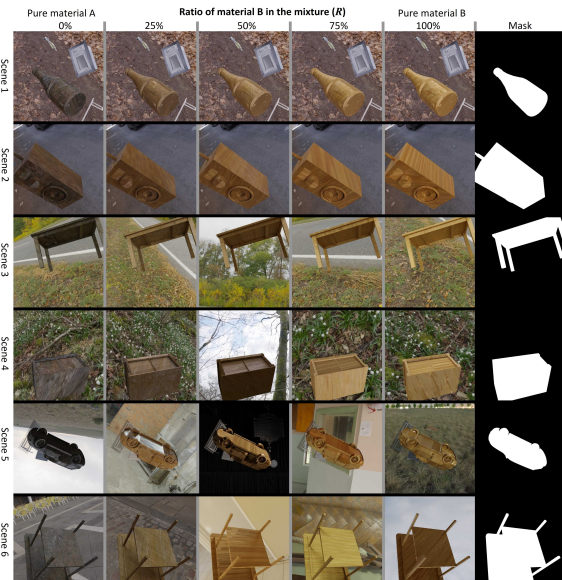 Pure material A
Ratio of material B in the mixture (R)
Pure material B
0%
25%
50%
75%
100%
Mask
Scene 1
Scene 2
Scene 3
Scene 4
Scene 5
Scene 6